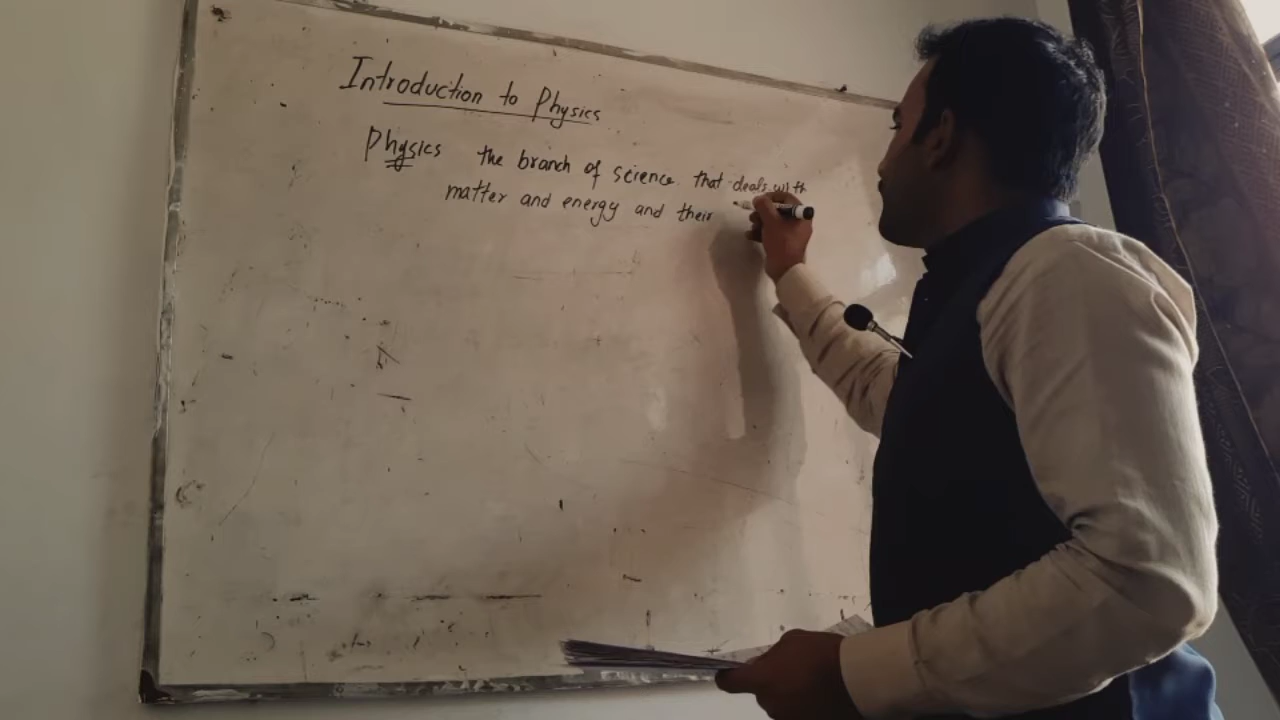 Introduction to Physics
Physics the branch of science that deals with
matter and energy and their